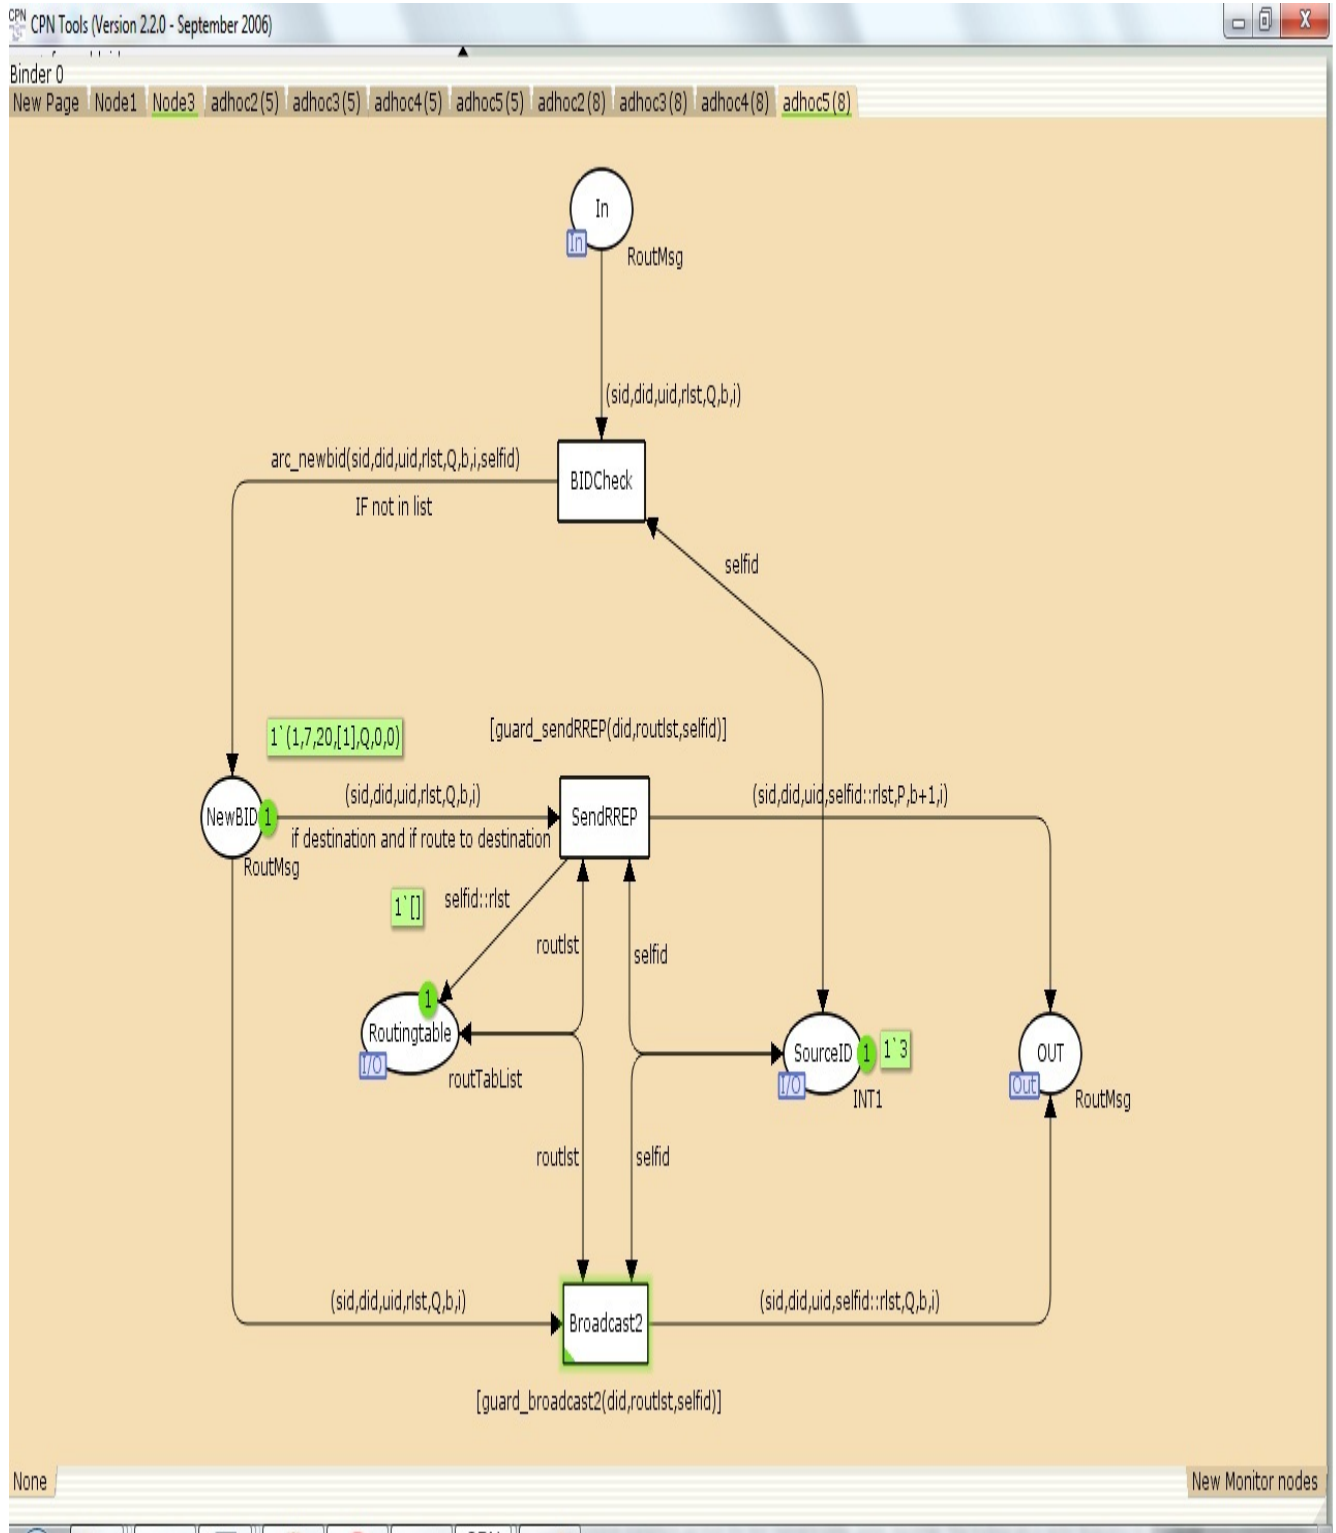 CPN Tools (Version 2.2.0 - September 2006)
Binder 0
New Page Node1 Node3 adhoc2(5) adhoc3(5) adhoc4(5) adhoc5(5) adhoc2(8) adhoc3(8) adhoc4(8) adhoc5(8)
In
In
RoutMsg
(sid,did,uid,rlst,Q,b,i)
arc_newbid(sid,did,uid,rlst,Q,b,i,selfid)
BIDCheck
IF not in list
selfid
[guard_sendRREP(did,routlst,selfid)]
1`(1,7,20,[1],Q,0,0)
(sid,did,uid,rlst,Q,b,i)
(sid,did,uid,selfid::rlst,P,b+1,i)
NewBID 1
SendRREP
if destination and if route to destination
RoutMsg
1`[]
selfid::rlst
routlst
selfid
1
Routingtable
I/O
routTabList
SourceID 1 1`3
I/O
INT1
OUT
Out
RoutMsg
routlst
selfid
(sid,did,uid,rlst,Q,b,i)
(sid,did,uid,selfid::rlst,Q,b,i)
Broadcast2
[guard_broadcast2(did,routlst,selfid)]
None
New Monitor nodes